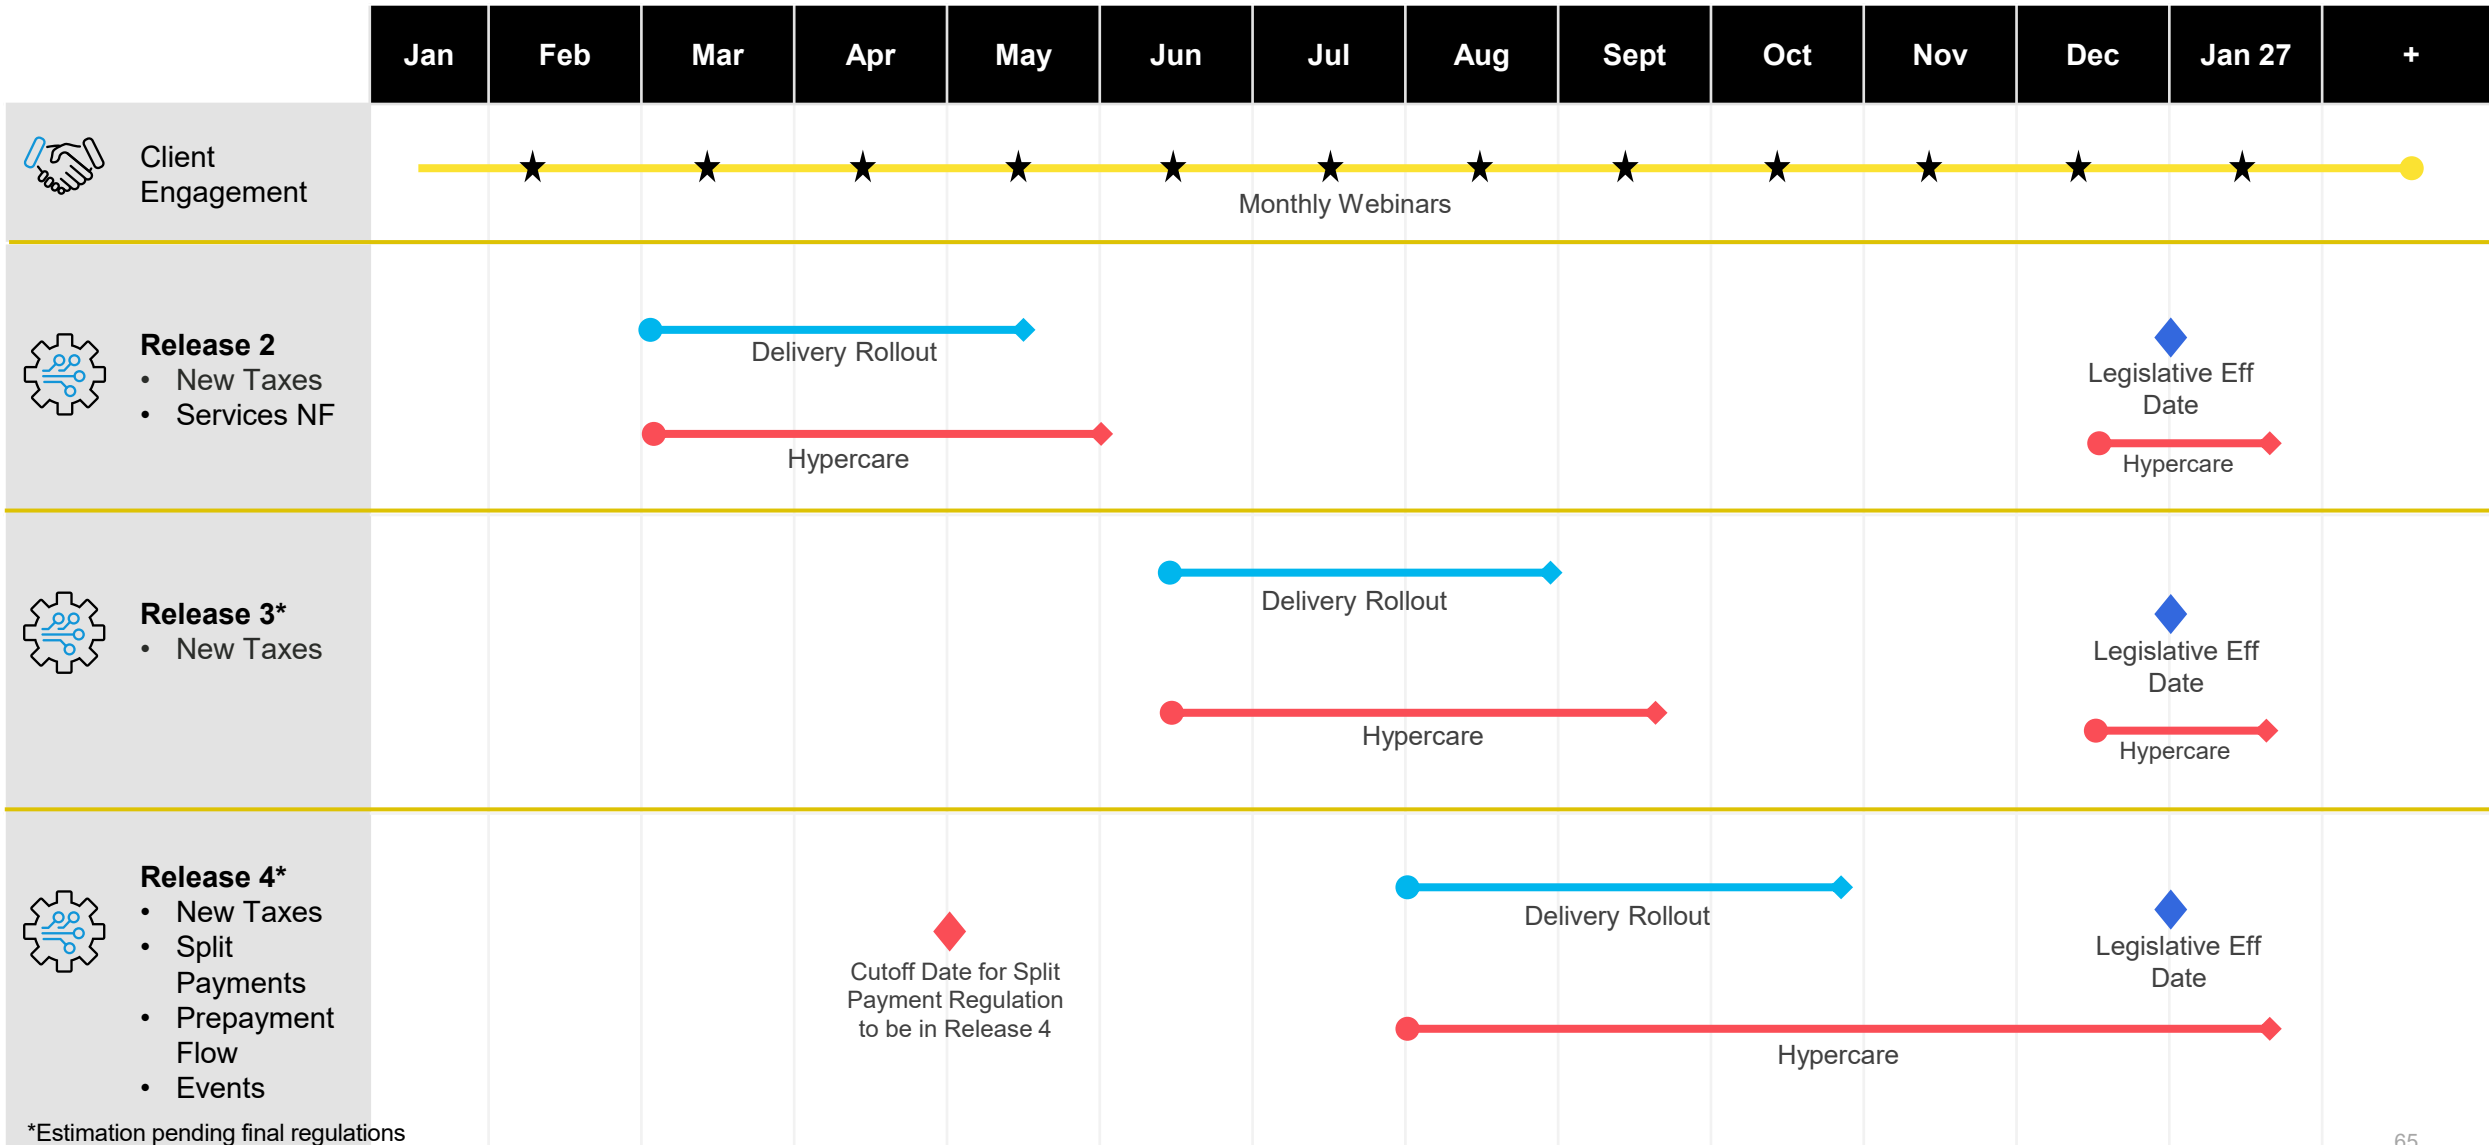 Jan Feb Mar Apr May Jun Jul Aug Sept Oct Nov Dec Jan 27 +
Client
Engagement
Monthly Webinars
Release 2
• New Taxes
• Services NF
Delivery Rollout
Hypercare
Legislative Eff
Date
Hypercare
Release 3*
• New Taxes
Delivery Rollout
Hypercare
Legislative Eff
Date
Hypercare
Release 4*
• New Taxes
• Split
Payments
• Prepayment
Flow
• Events
Cutoff Date for Split
Payment Regulation
to be in Release 4
Delivery Rollout
Hypercare
Legislative Eff
Date
*Estimation pending final regulations
65